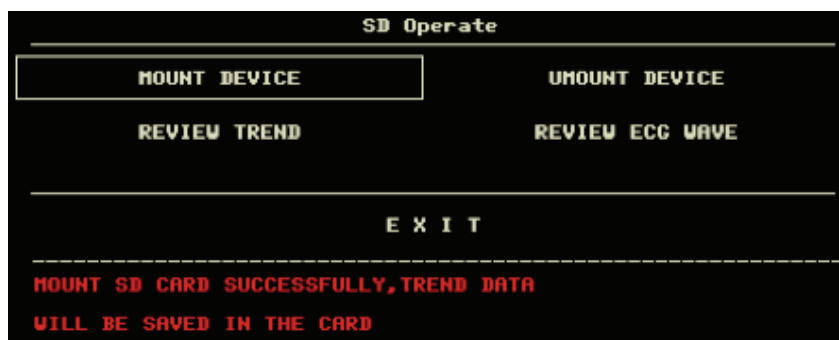 SD Operate
MOUNT DEVICE
UMOUNT DEVICE
REVIEW TREND
REVIEW ECG WAVE
E X I T
MOUNT SD CARD SUCCESSFULLY,TREND DATA
WILL BE SAVED IN THE CARD